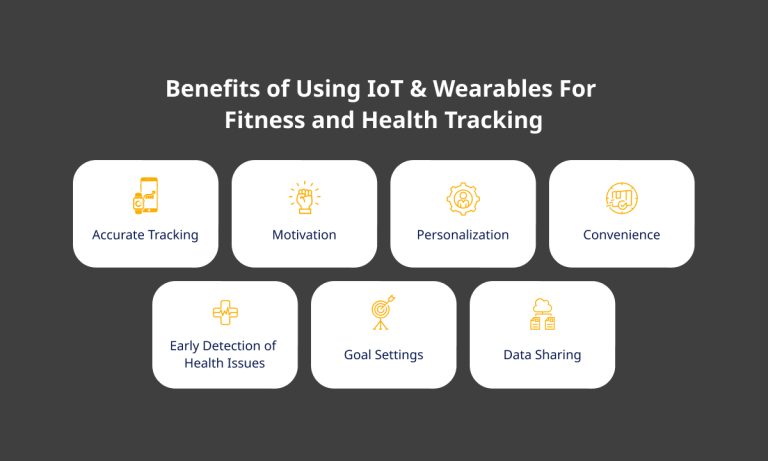 Benefits of Using IoT & Wearables For
Fitness and Health Tracking
Accurate Tracking
Motivation
Personalization
Convenience
Early Detection of
Health Issues
Goal Settings
Data Sharing